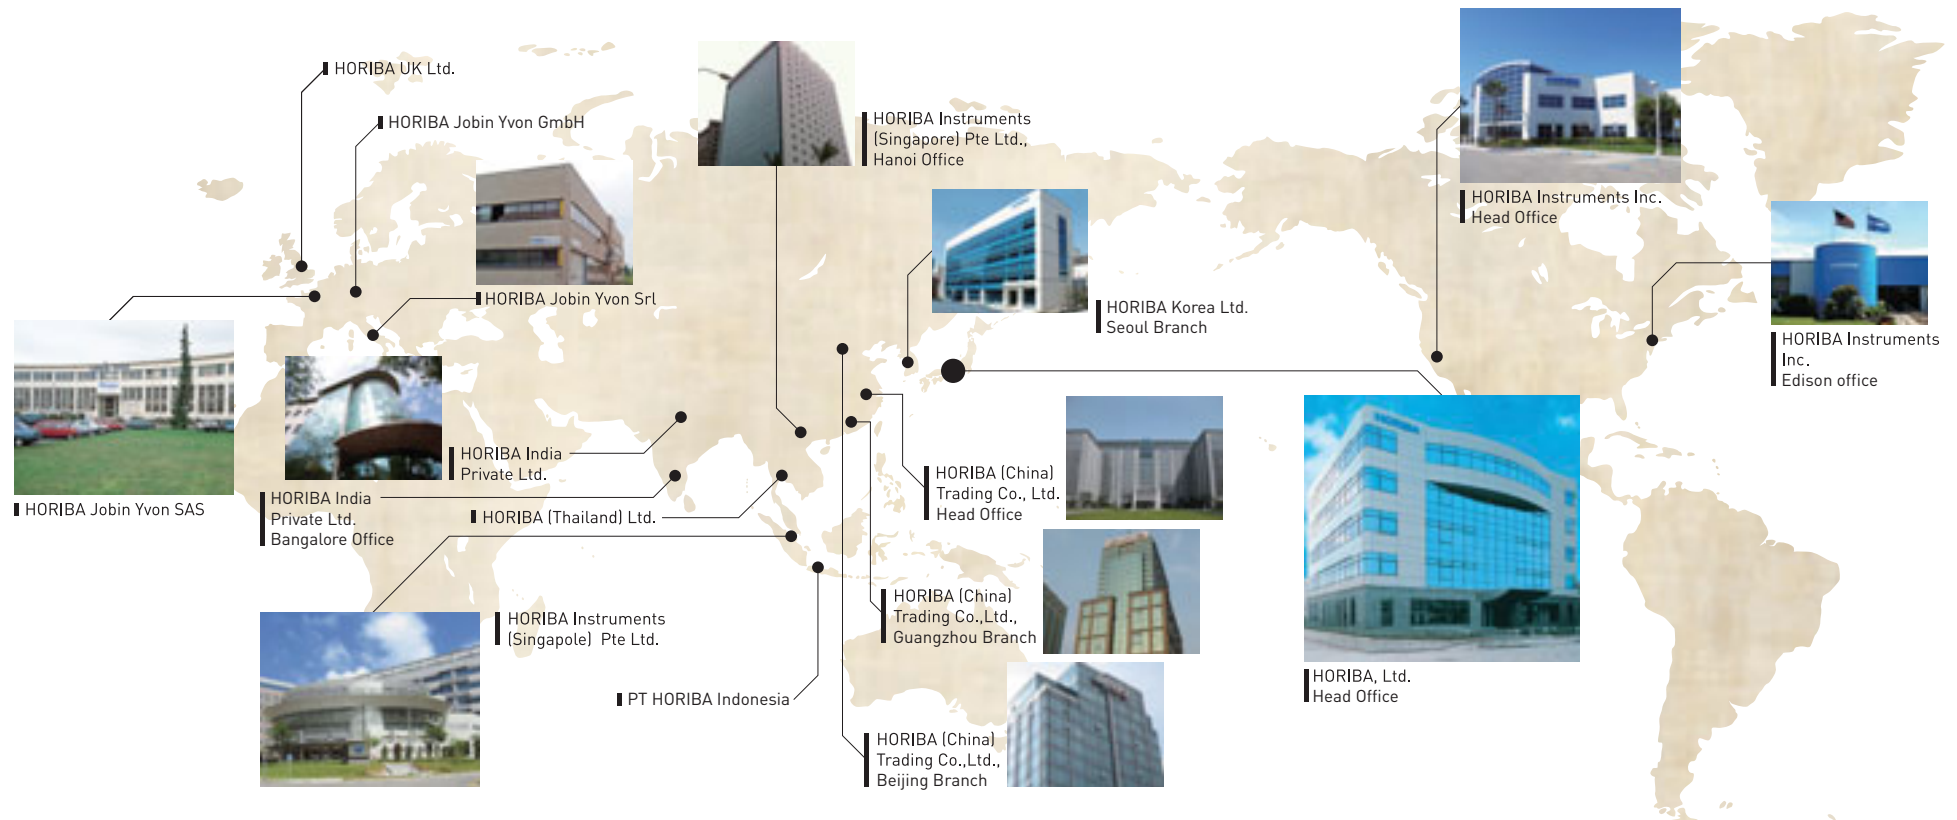 HORIBA UK Ltd.
HORIBA Jobin Yvon GmbH
HORIBA Instruments
(Singapore) Pte Ltd.,
Hanoi Office
HORIBA Instruments Inc.
Head Office
HORIBA Jobin Yvon Srl
HORIBA Korea Ltd.
Seoul Branch
HORIBA Instruments
Inc.
Edison office
HORIBA Jobin Yvon SAS
HORIBA India
Private Ltd.
HORIBA India
Private Ltd.
Bangalore Office
HORIBA (Thailand) Ltd.
HORIBA (China)
Trading Co., Ltd.
Head Office
HORIBA Instruments
(Singapole) Pte Ltd.
HORIBA (China)
Trading Co.,Ltd.,
Guangzhou Branch
PT HORIBA Indonesia
HORIBA (China)
Trading Co.,Ltd.,
Beijing Branch
HORIBA
HORIBA, Ltd.
Head Office